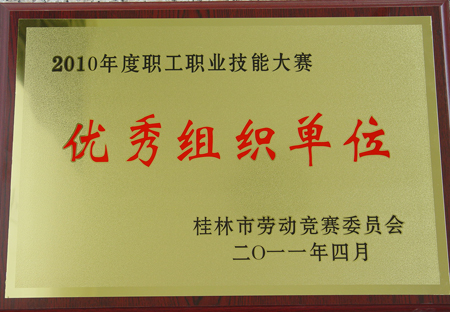 2010年度职工职业技能大赛
优秀组织单位
桂林市劳动竞赛委员会
二〇一一年四月